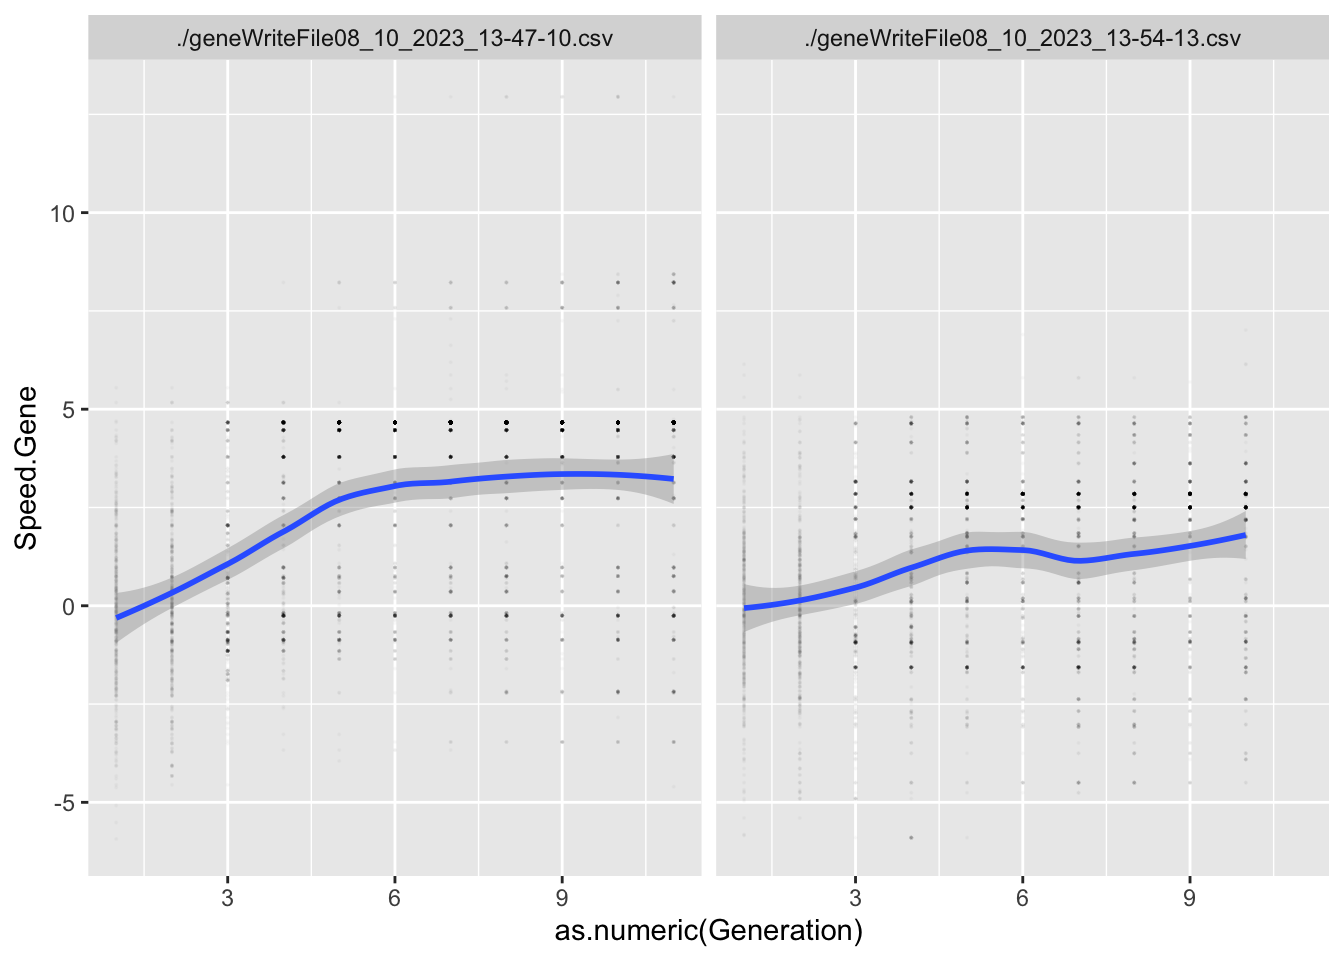 ./geneWriteFile08_10_2023_13-47-10.csv
./geneWriteFile08_10_2023_13-54-13.csv
Speed.Gene
10
5
0
-5
3 6 9
3 6 9
as.numeric(Generation)